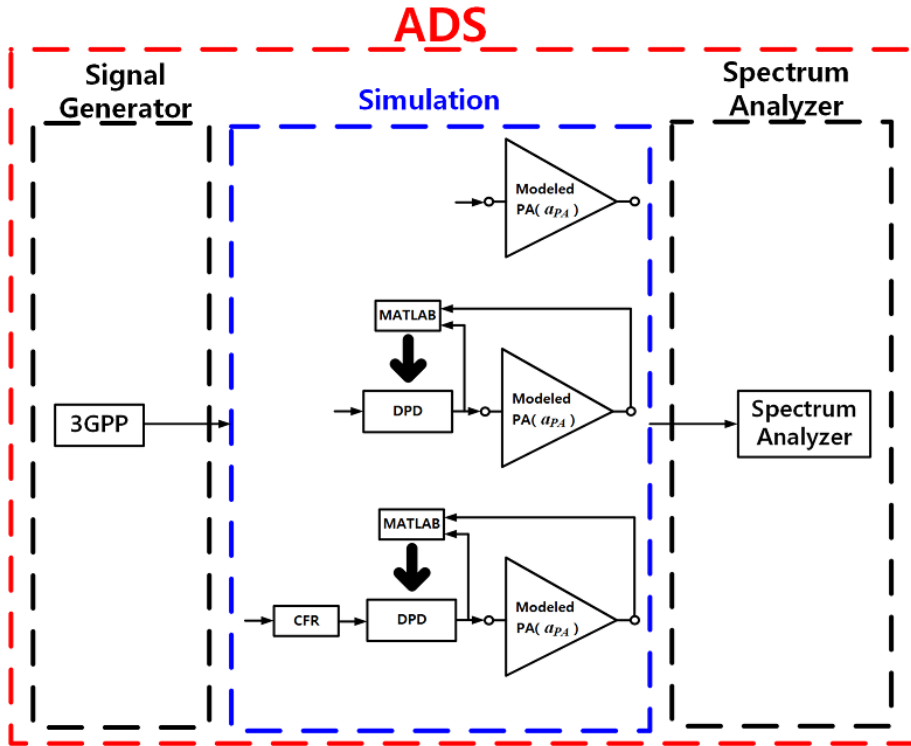 ADS
Signal
Generator
Simulation
Spectrum
Analyzer
Modeled
PA( a_PA )
MATLAB
DPD
Modeled
PA( a_PA )
3GPP
Spectrum
Analyzer
MATLAB
CFR
DPD
Modeled
PA( a_PA )